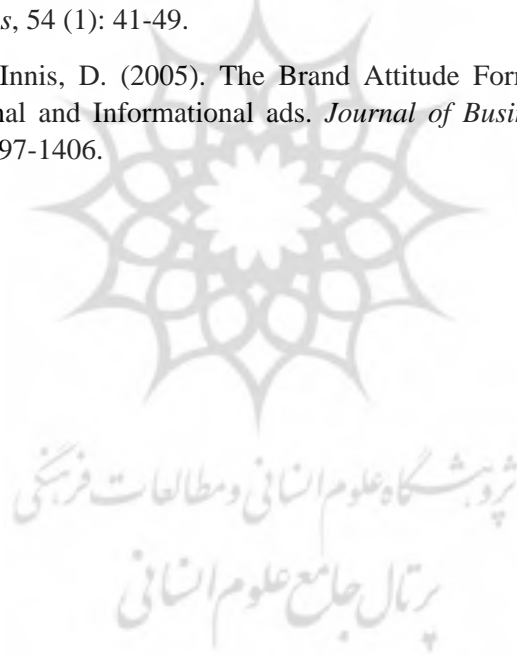 s, 54 (1): 41-49.
Innis, D. (2005). The Brand Attitude Form
nal and Informational ads. Journal of Busi
97-1406.
پژوهشگاه علوم انسانی و مطالعات فرهنگی
پرتال جامع علوم انسانی